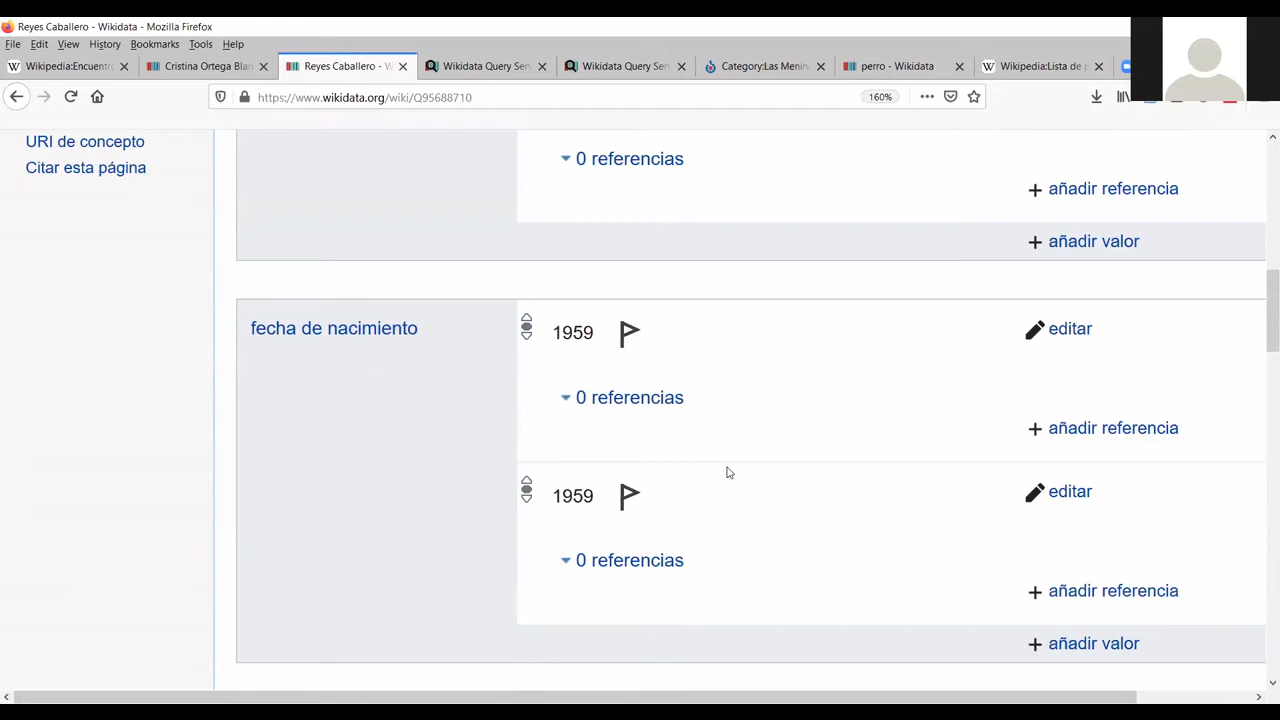 Reyes Caballero - Wikidata - Mozilla Firefox
File Edit View History Bookmarks Tools Help
Wikipedia:Encuentr Cristina Ortega Blan Reyes Caballero - W Wikidata Query Ser Wikidata Query Ser Category:Las Menin perro - Wikidata Wikipedia:Lista de p
https://www.wikidata.org/wiki/Q95688710 160%
URI de concepto
Citar esta página
0 referencias
+ añadir referencia
+ añadir valor
fecha de nacimiento
1959
editar
0 referencias
+ añadir referencia
1959
editar
0 referencias
+ añadir referencia
+ añadir valor